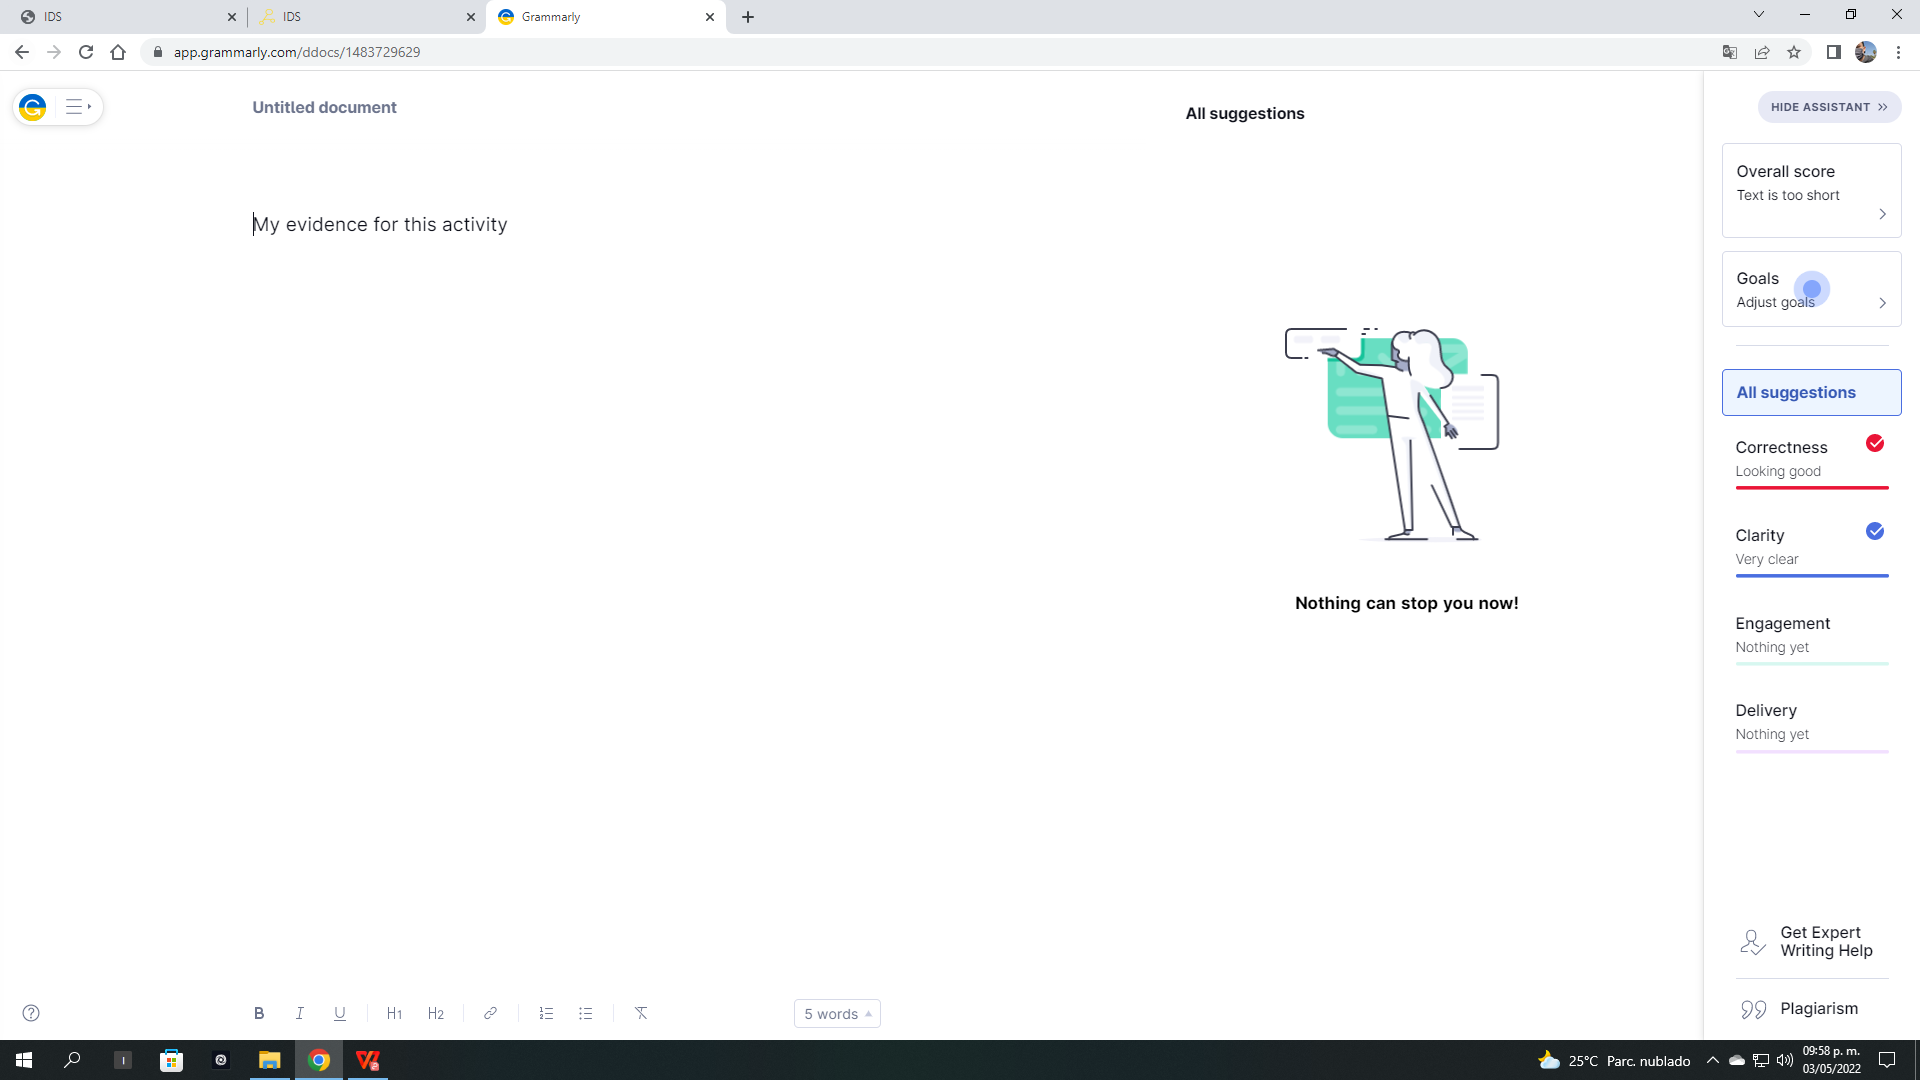 IDS
IDS
Grammarly
app.grammarly.com/ddocs/1483729629
Untitled document
All suggestions
HIDE ASSISTANT
My evidence for this activity
Overall score
Text is too short
Goals
Adjust goals
All suggestions
Correctness
Looking good
Clarity
Very clear
Nothing can stop you now!
Engagement
Nothing yet
Delivery
Nothing yet
Get Expert
Writing Help
Plagiarism
B I U H1 H2
5 words
25°C Parc. nublado
09:58 p. m.
03/05/2022